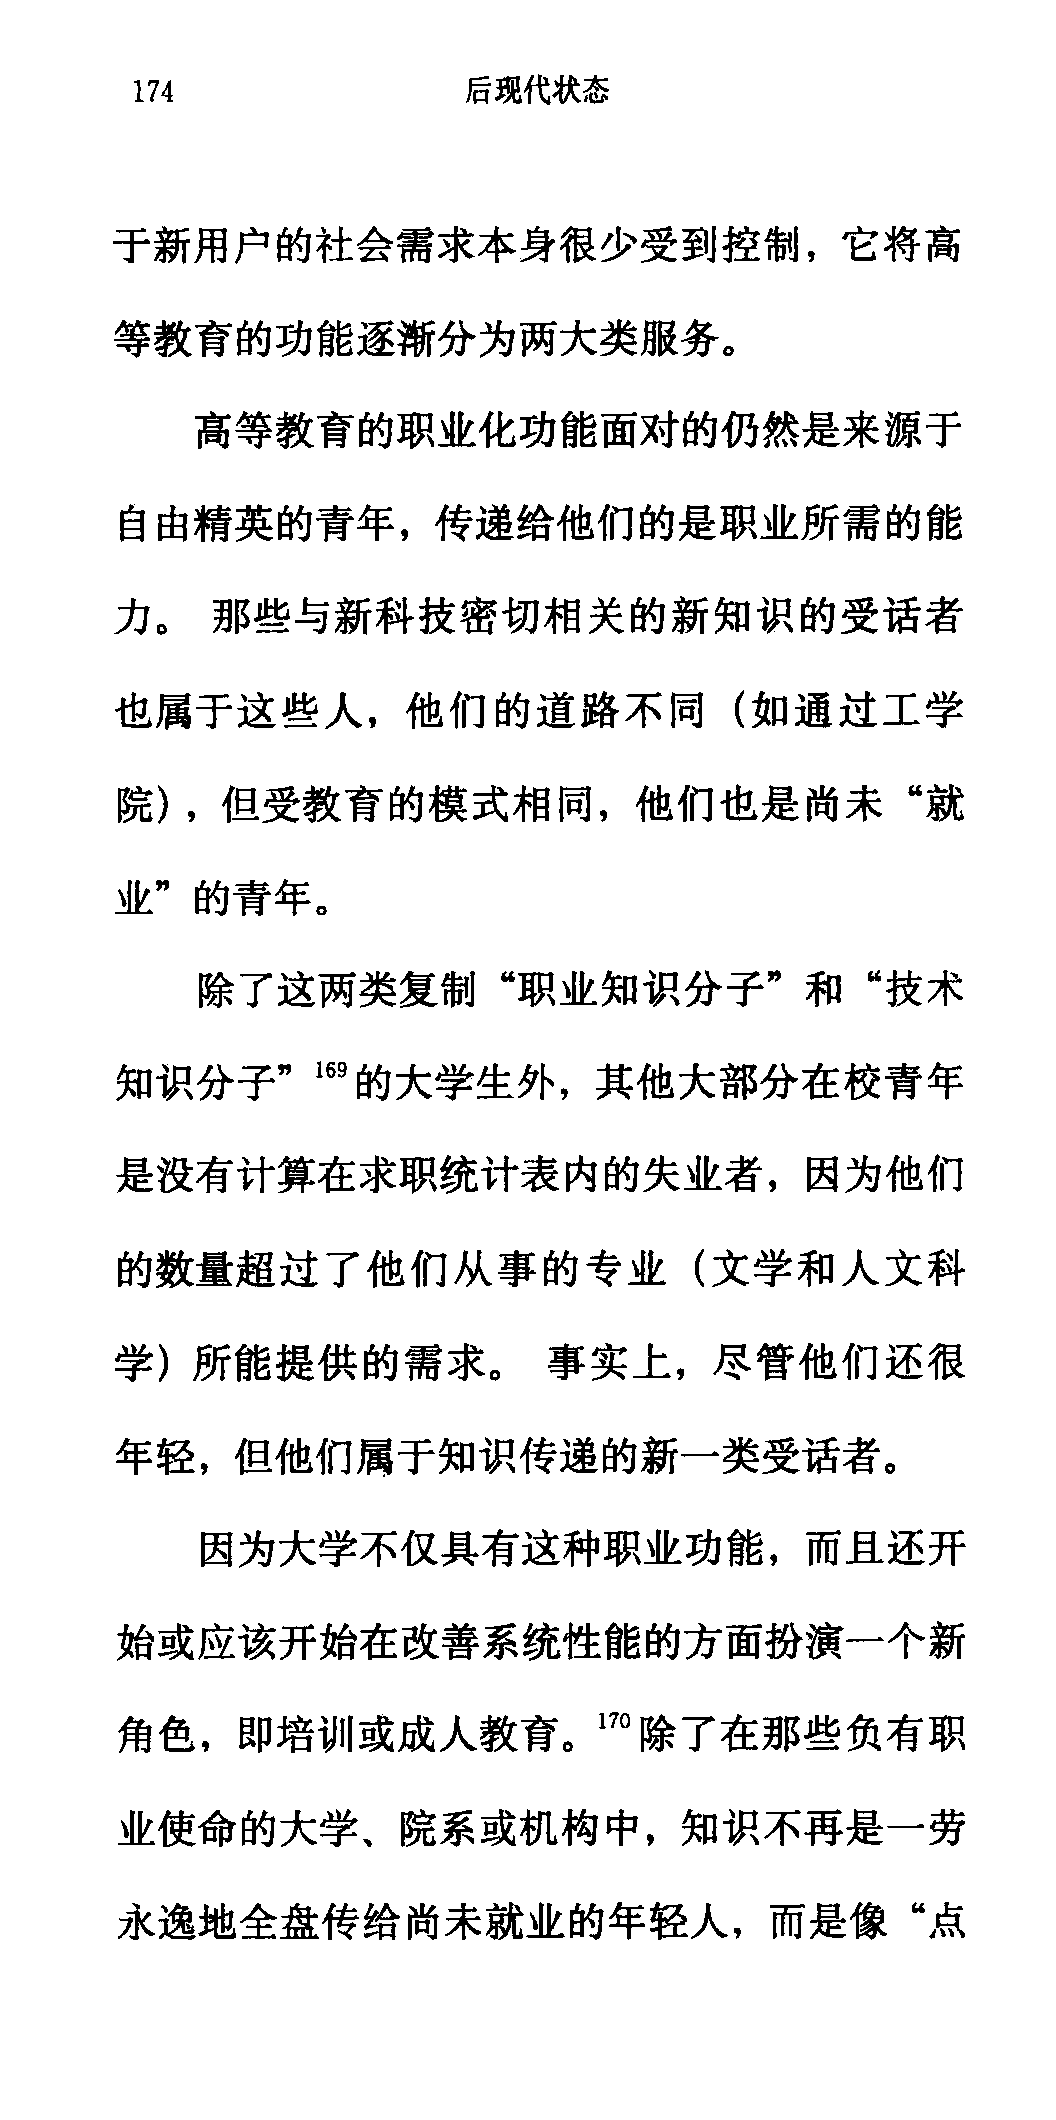 174 后现代状态
于新用户的社会需求本身很少受到控制，它将高
等教育的功能逐渐分为两大类服务。
高等教育的职业化功能面对的仍然是来源于
自由精英的青年，传递给他们的是职业所需的能
力。 那些与新科技密切相关的新知识的受话者
也属于这些人，他们的道路不同（如通过工学
院），但受教育的模式相同，他们也是尚未“就
业”的青年。
除了这两类复制“职业知识分子”和“技术
知识分子”169的大学生外，其他大部分在校青年
是没有计算在求职统计表内的失业者，因为他们
的数量超过了他们从事的专业（文学和人文科
学）所能提供的需求。 事实上，尽管他们还很
年轻，但他们属于知识传递的新一类受话者。
因为大学不仅具有这种职业功能，而且还开
始或应该开始在改善系统性能的方面扮演一个新
角色，即培训或成人教育。170除了在那些负有职
业使命的大学、院系或机构中，知识不再是一劳
永逸地全盘传给尚未就业的年轻人，而是像“点